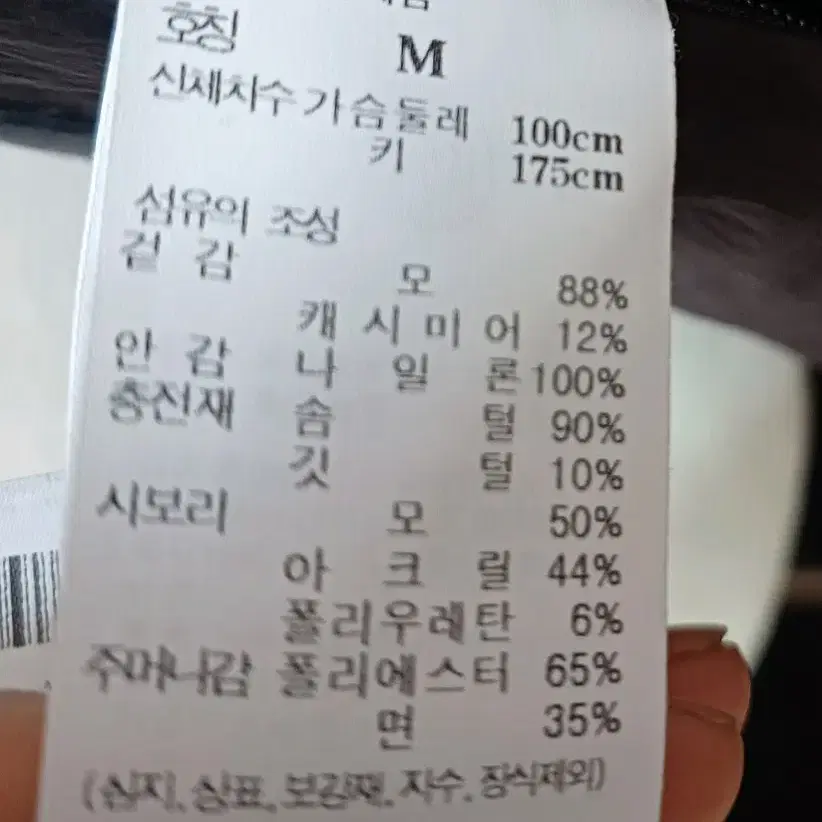 호칭 M
신체치수 가슴둘레 100cm
키 175cm
섬유의 조성
겉감 모 88%
캐시미어 12%
안감 나일론 100%
충전재 솜털 90%
깃털 10%
시보리 모 50%
아크릴 44%
폴리우레탄 6%
주머니감 폴리에스터 65%
면 35%
(심지, 상표, 보강재, 자수, 장식제외)